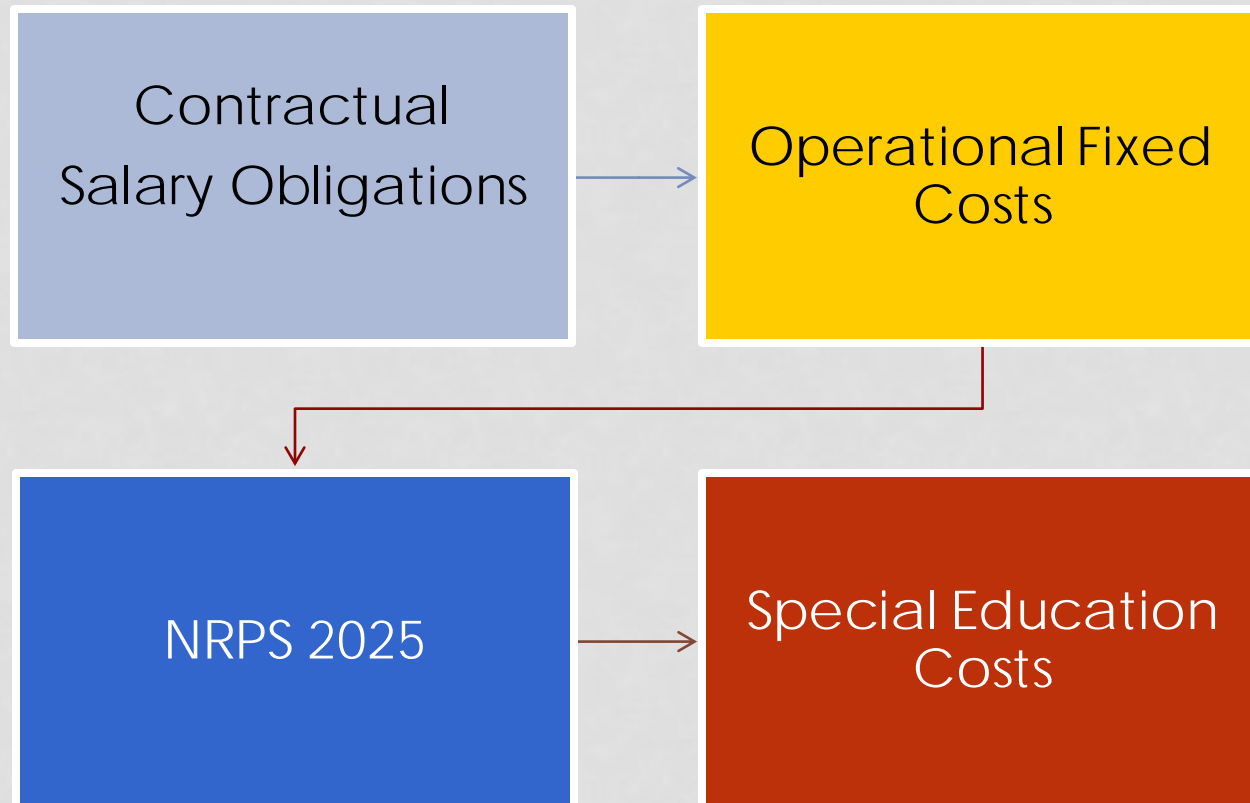 Contractual
Salary Obligations
Operational Fixed
Costs
NRPS 2025
Special Education
Costs